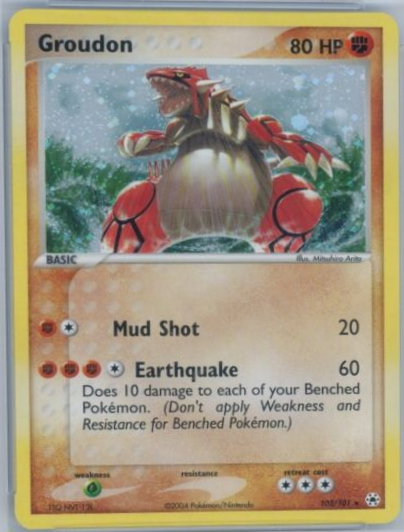 Groudon 80 HP
BASIC Illus. Mitsuhiro Arita
Mud Shot 20
Earthquake 60
Does 10 damage to each of your Benched
Pokémon. (Don't apply Weakness and
Resistance for Benched Pokémon.)
weakness resistance retreat cost
©2004 Pokémon/Nintendo